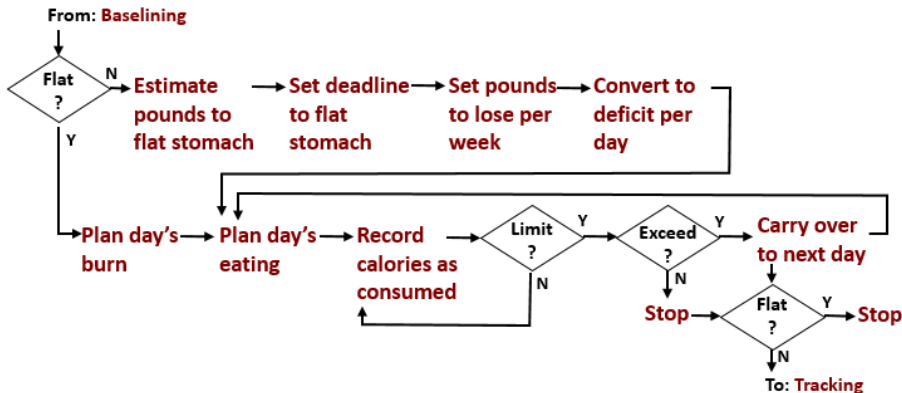 From: Baselining
Flat
?
N
Y
Estimate
pounds to
flat stomach
Set deadline
to flat
stomach
Set pounds
to lose per
week
Convert to
deficit per
day
Plan day's
burn
Plan day's
eating
Record
calories as
consumed
Limit
?
Y
N
Exceed
?
Y
N
Carry over
to next day
Stop
Flat
?
Y
N
Stop
To: Tracking